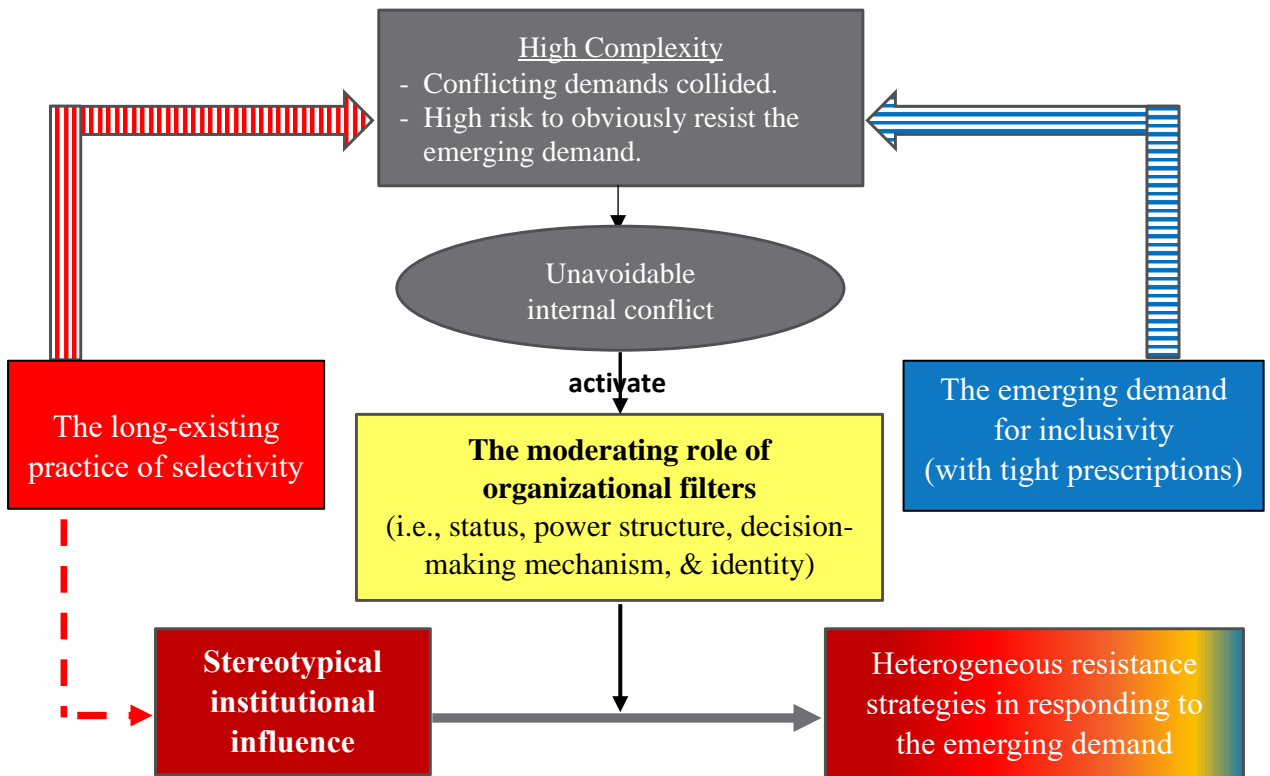 High Complexity
- Conflicting demands collided.
- High risk to obviously resist the
emerging demand.
Unavoidable
internal conflict
activate
The long-existing
practice of selectivity
The moderating role of
organizational filters
(i.e., status, power structure, decision-
making mechanism, & identity)
The emerging demand
for inclusivity
(with tight prescriptions)
Stereotypical
institutional
influence
Heterogeneous resistance
strategies in responding to
the emerging demand